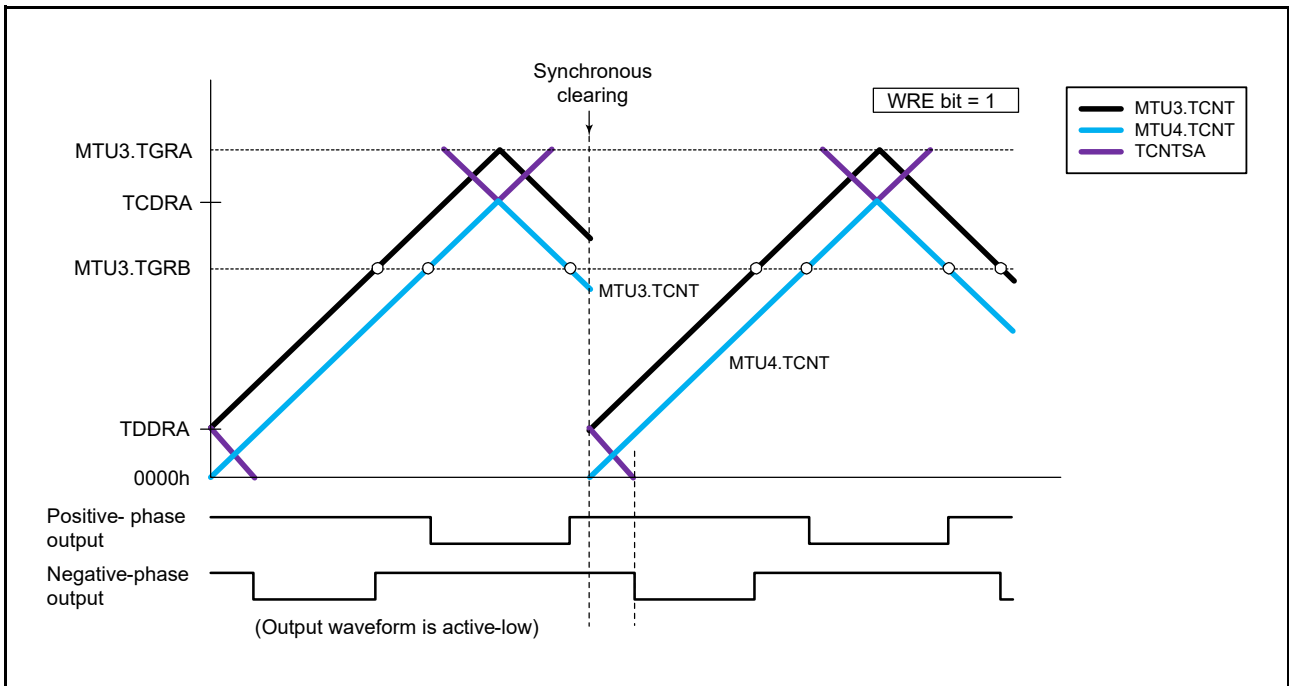 Synchronous
clearing
WRE bit = 1
MTU3.TCNT
MTU4.TCNT
TCNTSA
MTU3.TGRA
TCDRA
MTU3.TGRB
MTU3.TCNT
MTU4.TCNT
TDDRA
0000h
Positive- phase
output
Negative-phase
output
(Output waveform is active-low)